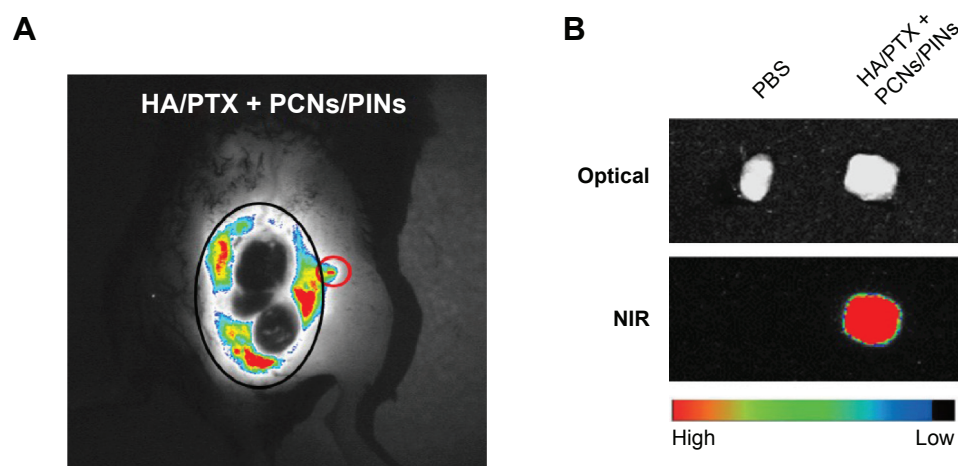 A
HA/PTX + PCNs/PINs
B
PBS
HA/PTX +
PCNs/PINs
Optical
NIR
High
Low